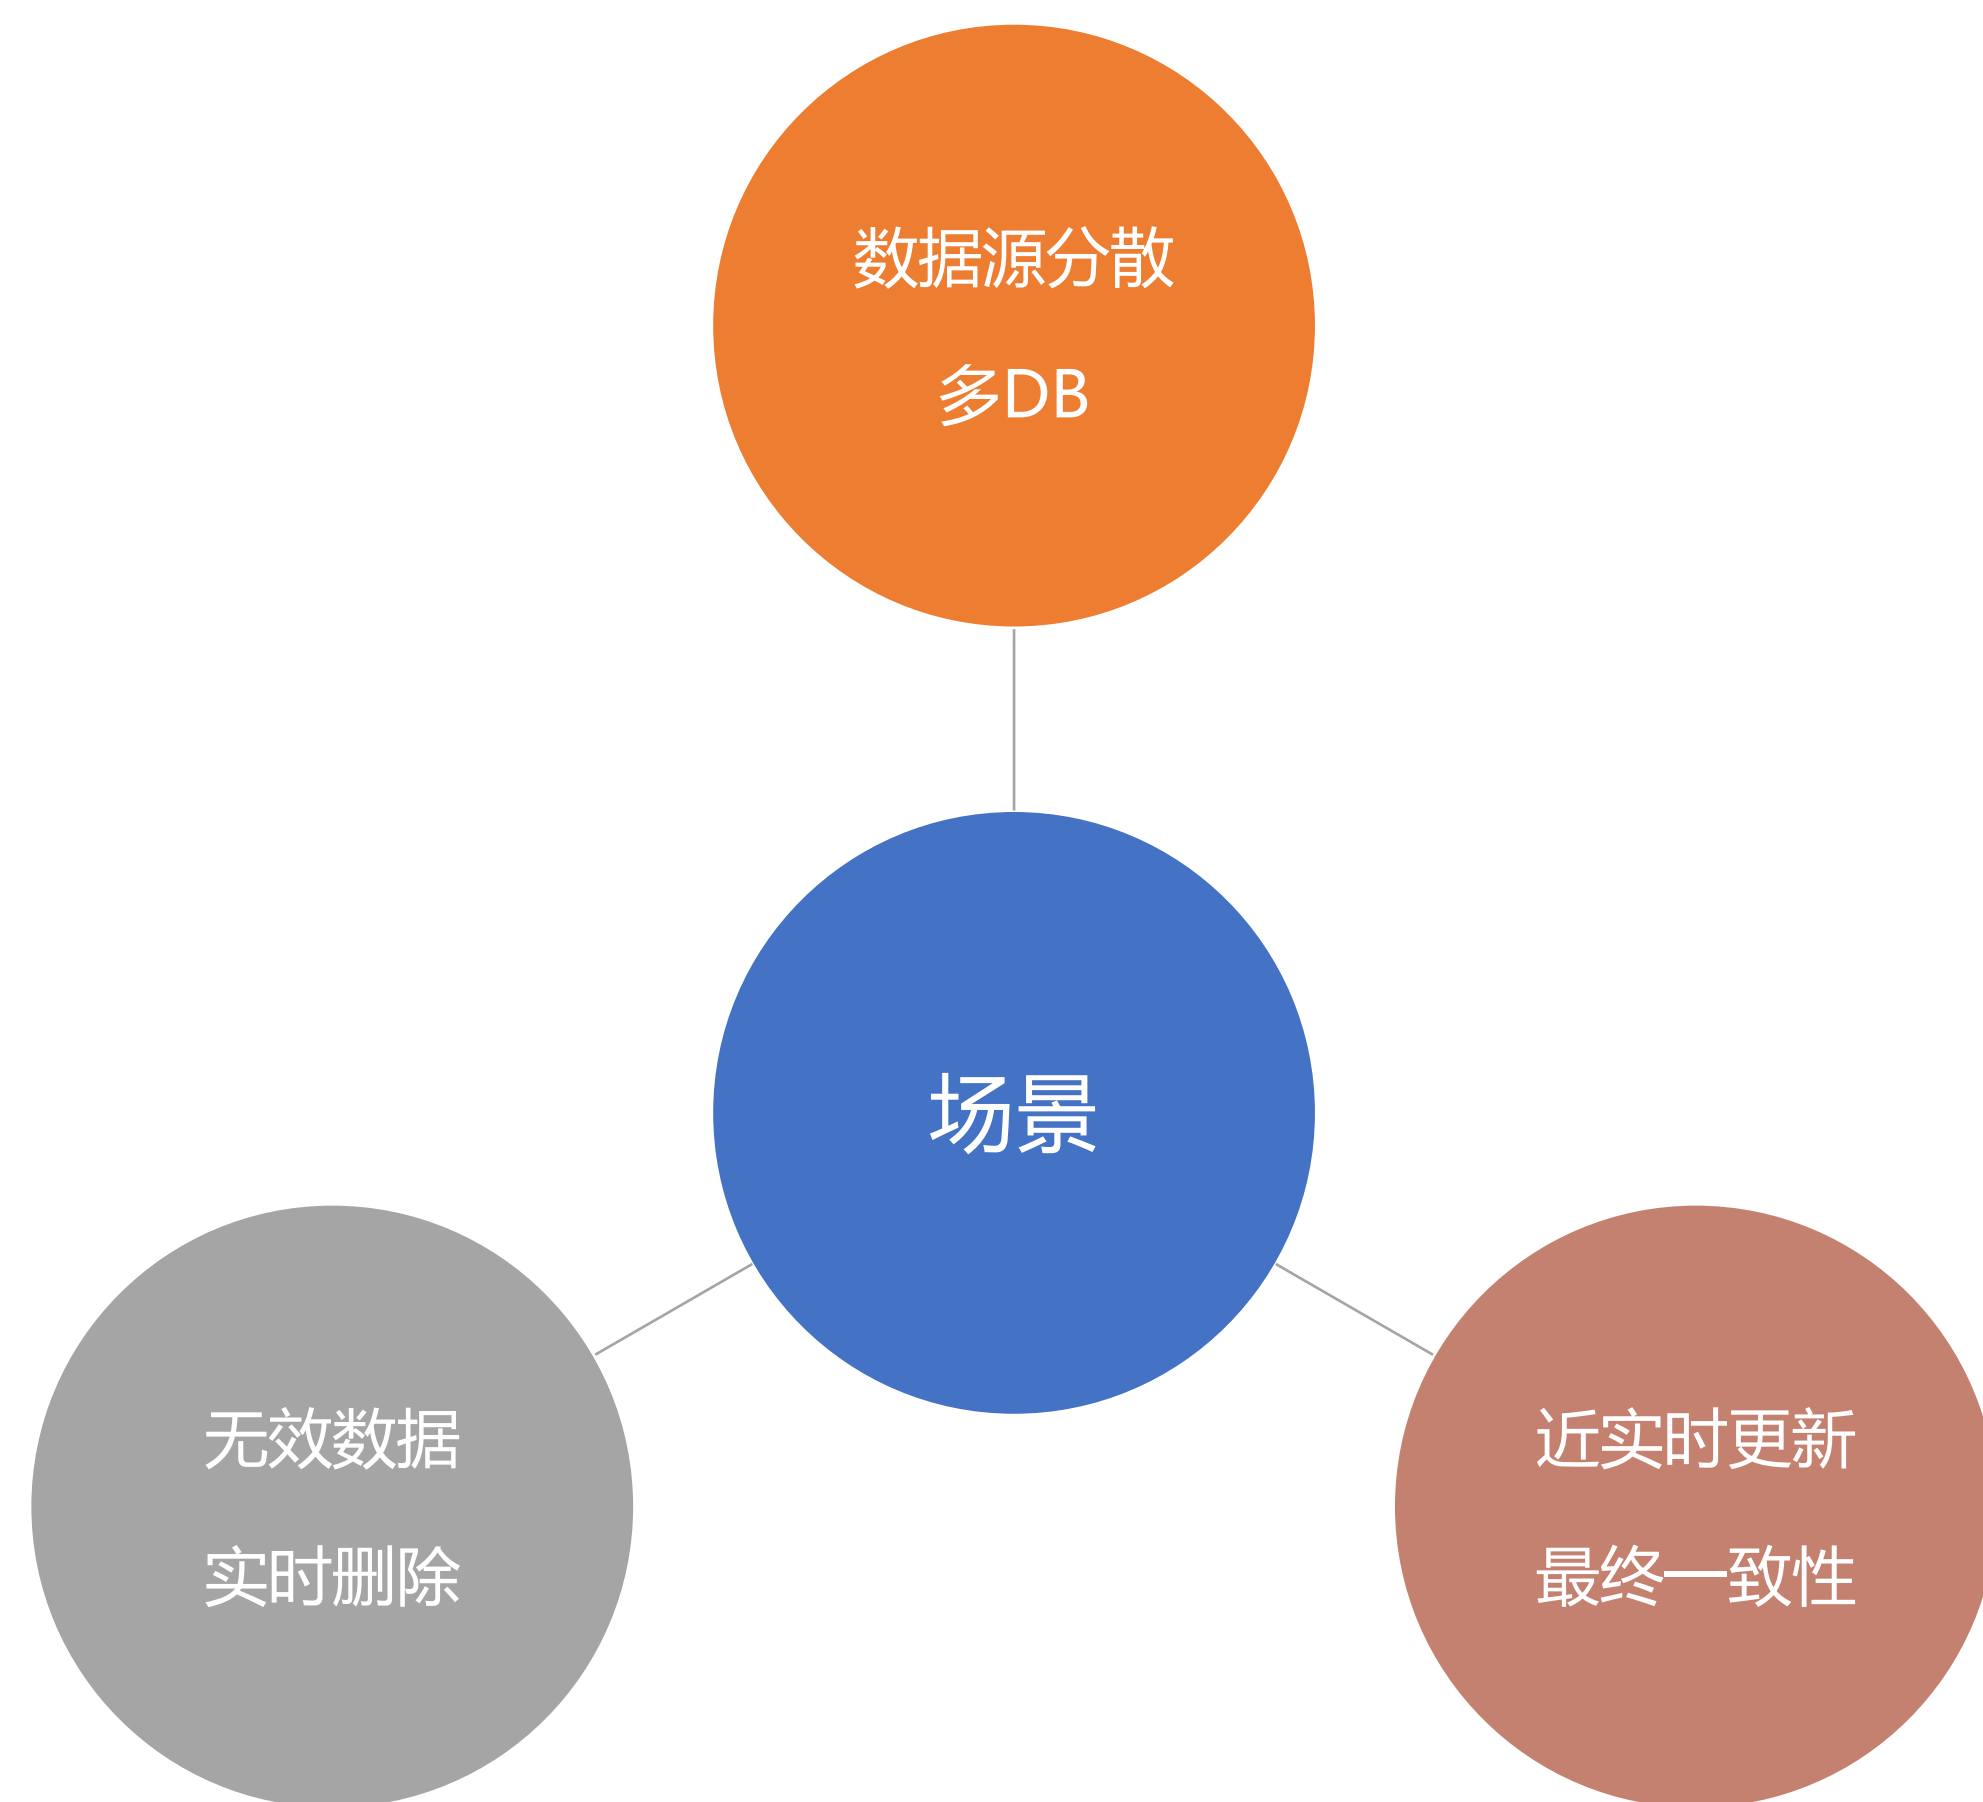 数据源分散
多DB
场景
无效数据
实时删除
近实时更新
最终一致性